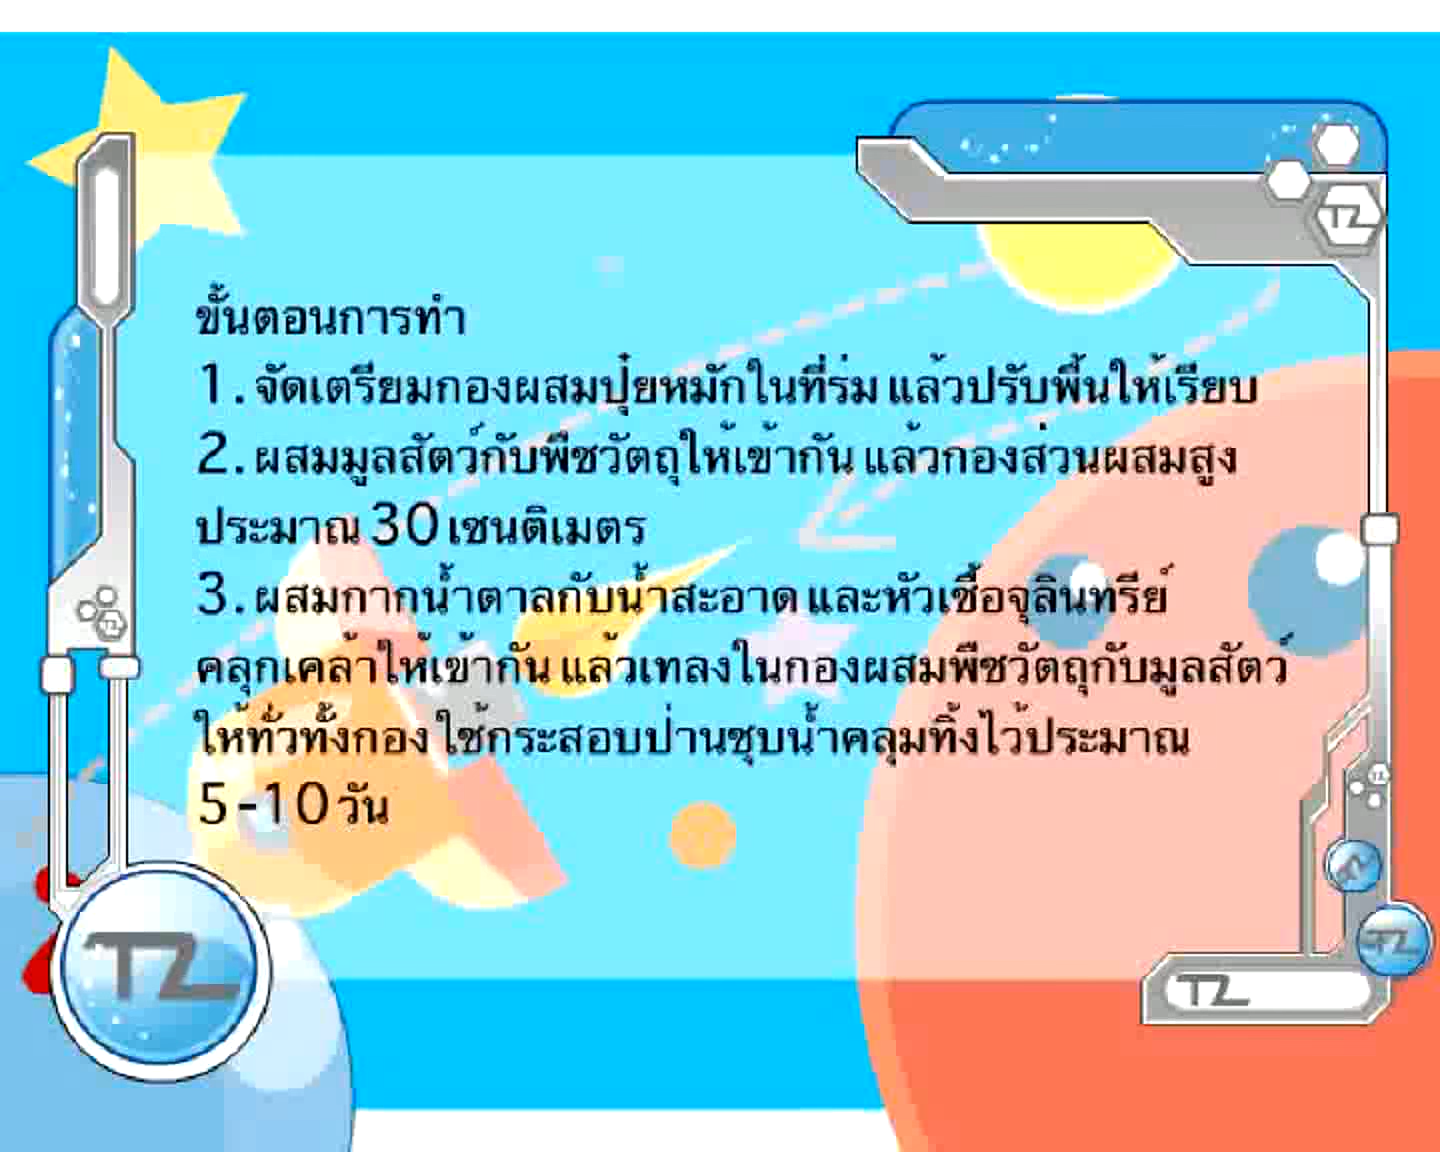 ขั้นตอนการทำ
1. จัดเตรียมกองผสมปุ๋ยหมักในที่ร่ม แล้วปรับพื้นให้เรียบ
2. ผสมมูลสัตว์กับพืชวัตถุให้เข้ากัน แล้วกองส่วนผสมสูง
ประมาณ 30 เซนติเมตร
3. ผสมกากน้ำตาลกับน้ำสะอาด และหัวเชื้อจุลินทรีย์
คลุกเคล้าให้เข้ากัน แล้วเทลงในกองผสมพืชวัตถุกับมูลสัตว์
ให้ทั่วทั้งกอง ใช้กระสอบป่านชุบน้ำคลุมทิ้งไว้ประมาณ
5-10 วัน
TZ
TZ
TZ
TZ